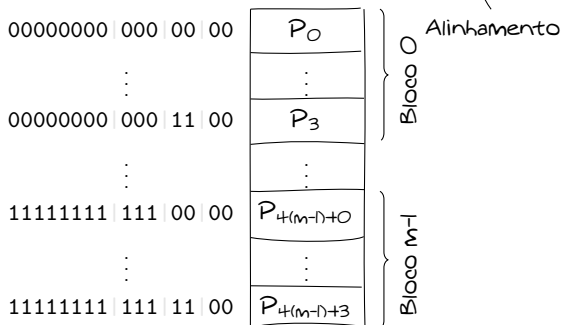 Alinhamento
00000000 000 00 00 P0
⋮ ⋮
00000000 000 11 00 P3
Bloco 0
⋮ ⋮
11111111 111 00 00 P4(m-1)+0
⋮ ⋮
11111111 111 11 00 P4(m-1)+3
Bloco m-1